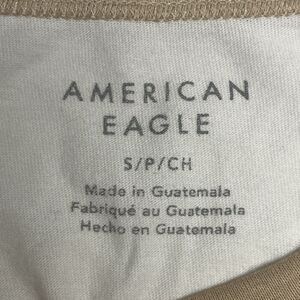 AMERICAN
EAGLE
S/P/CH
Made in Guatemala
Fabriqué au Guatemala
Hecho en Guatemala